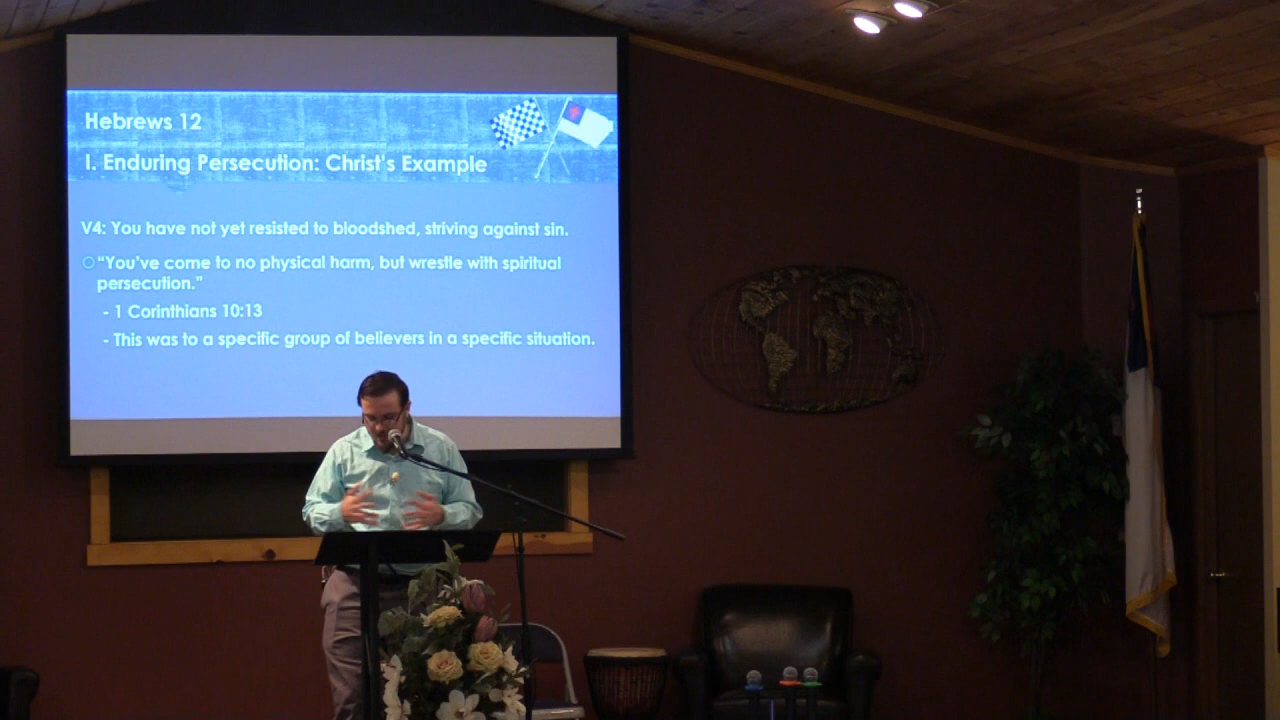 Hebrews 12
I. Enduring Persecution: Christ's Example
V4: You have not yet resisted to bloodshed, striving against sin.
"You've come to no physical harm, but wrestle with spiritual
persecution."
- 1 Corinthians 10:13
- This was to a specific group of believers in a specific situation.